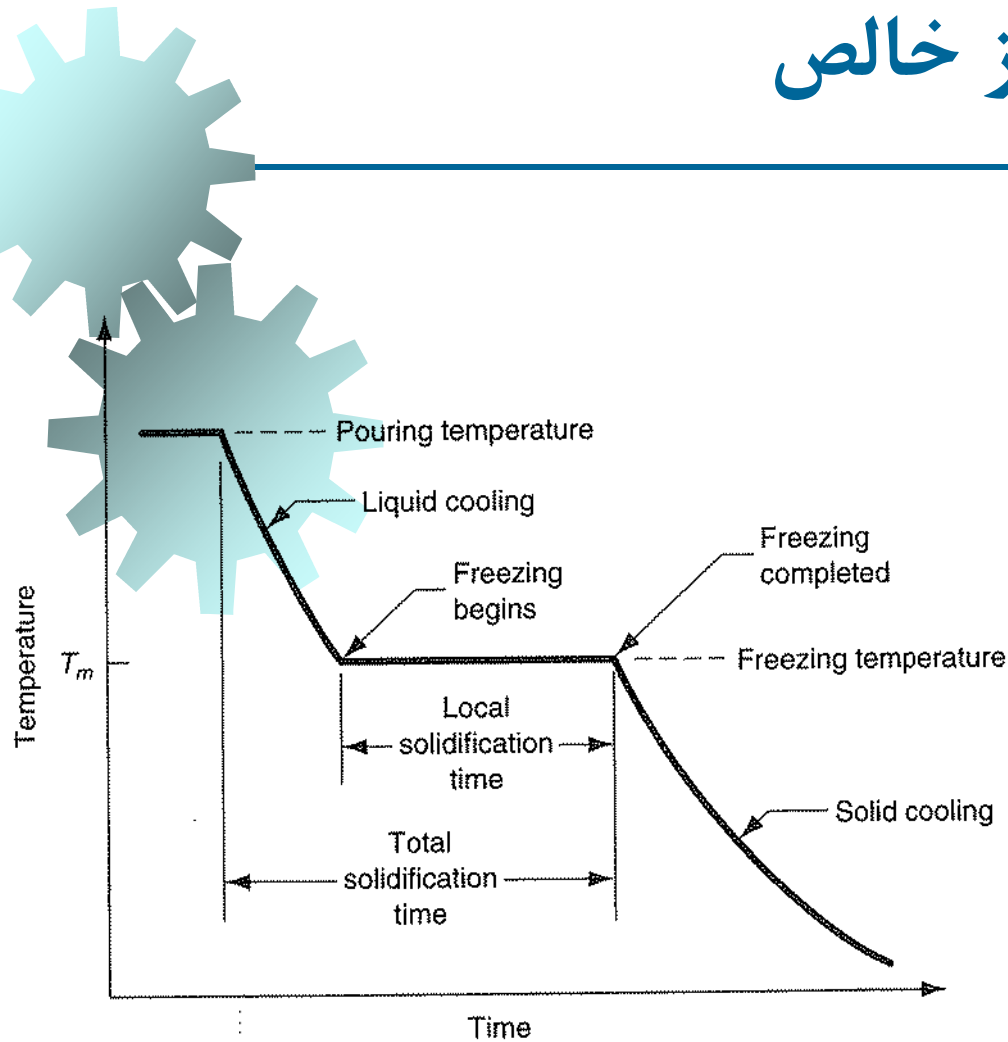 خالص
Pouring temperature
Liquid cooling
Freezing
begins
Freezing
completed
Temperature
Tm
Freezing temperature
Local
solidification
time
Solid cooling
Total
solidification
time
Time